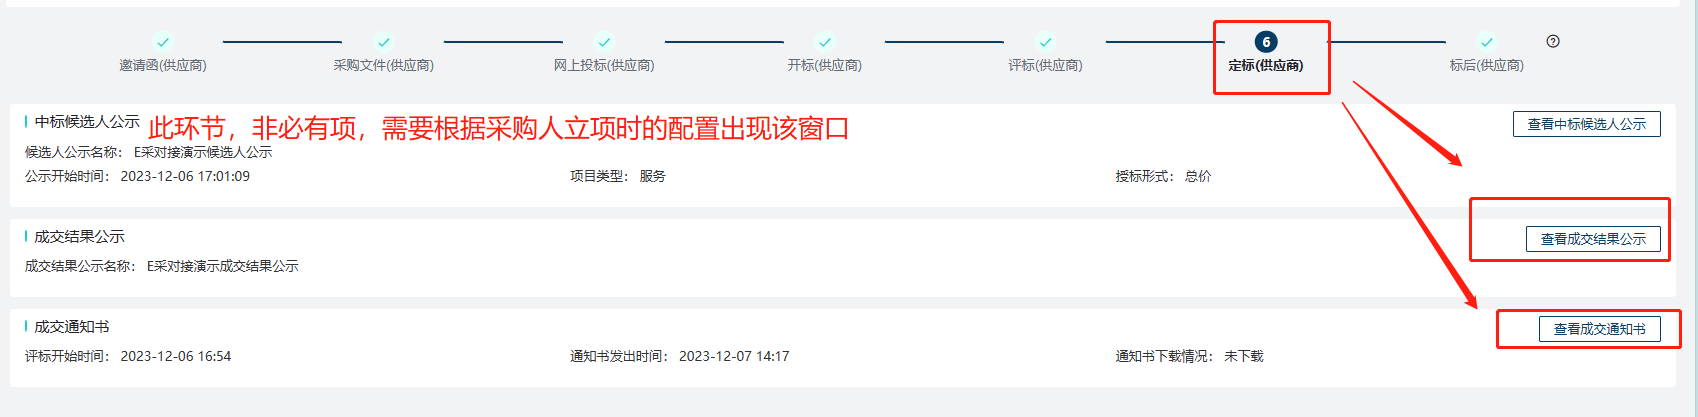 6
邀请函(供应商) 采购文件(供应商) 网上投标(供应商) 开标(供应商) 评标(供应商) 定标(供应商) 标后(供应商)
中标候选人公示 此环节，非必有项，需要根据采购人立项时的配置出现该窗口 查看中标候选人公示
候选人公示名称： E采对接演示候选人公示
公示开始时间： 2023-12-06 17:01:09 项目类型： 服务 授标形式： 总价
成交结果公示 查看成交结果公示
成交结果公示名称： E采对接演示成交结果公示
成交通知书 查看成交通知书
评标开始时间： 2023-12-06 16:54 通知书发出时间： 2023-12-07 14:17 通知书下载情况： 未下载